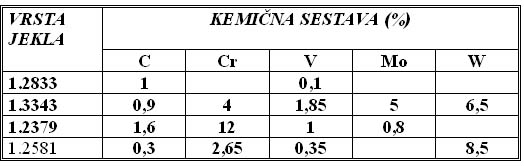 VRSTA JEKLA KEMIČNA SESTAVA (%)
C Cr V Mo W
1.2833 1 0,1
1.3343 0,9 4 1,85 5 6,5
1.2379 1,6 12 1 0,8
1.2581 0,3 2,65 0,35 8,5